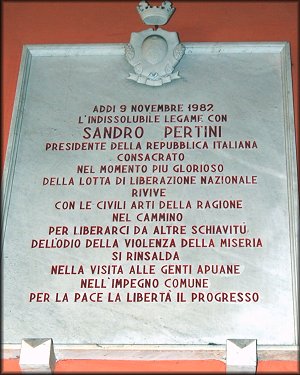 ADDI 9 NOVEMBRE 1982
L'INDISSOLUBILE LEGAME CON
SANDRO PERTINI
PRESIDENTE DELLA REPUBBLICA ITALIANA
CONSACRATO
NEL MOMENTO PIÙ GLORIOSO
DELLA LOTTA DI LIBERAZIONE NAZIONALE
RIVIVE
CON LE CIVILI ARTI DELLA RAGIONE
NEL CAMMINO
PER LIBERARCI DA ALTRE SCHIAVITÙ
DELL'ODIO DELLA VIOLENZA DELLA MISERIA
SI RINSALDA
NELLA VISITA ALLE GENTI APUANE
NELL'IMPEGNO COMUNE
PER LA PACE LA LIBERTÀ IL PROGRESSO